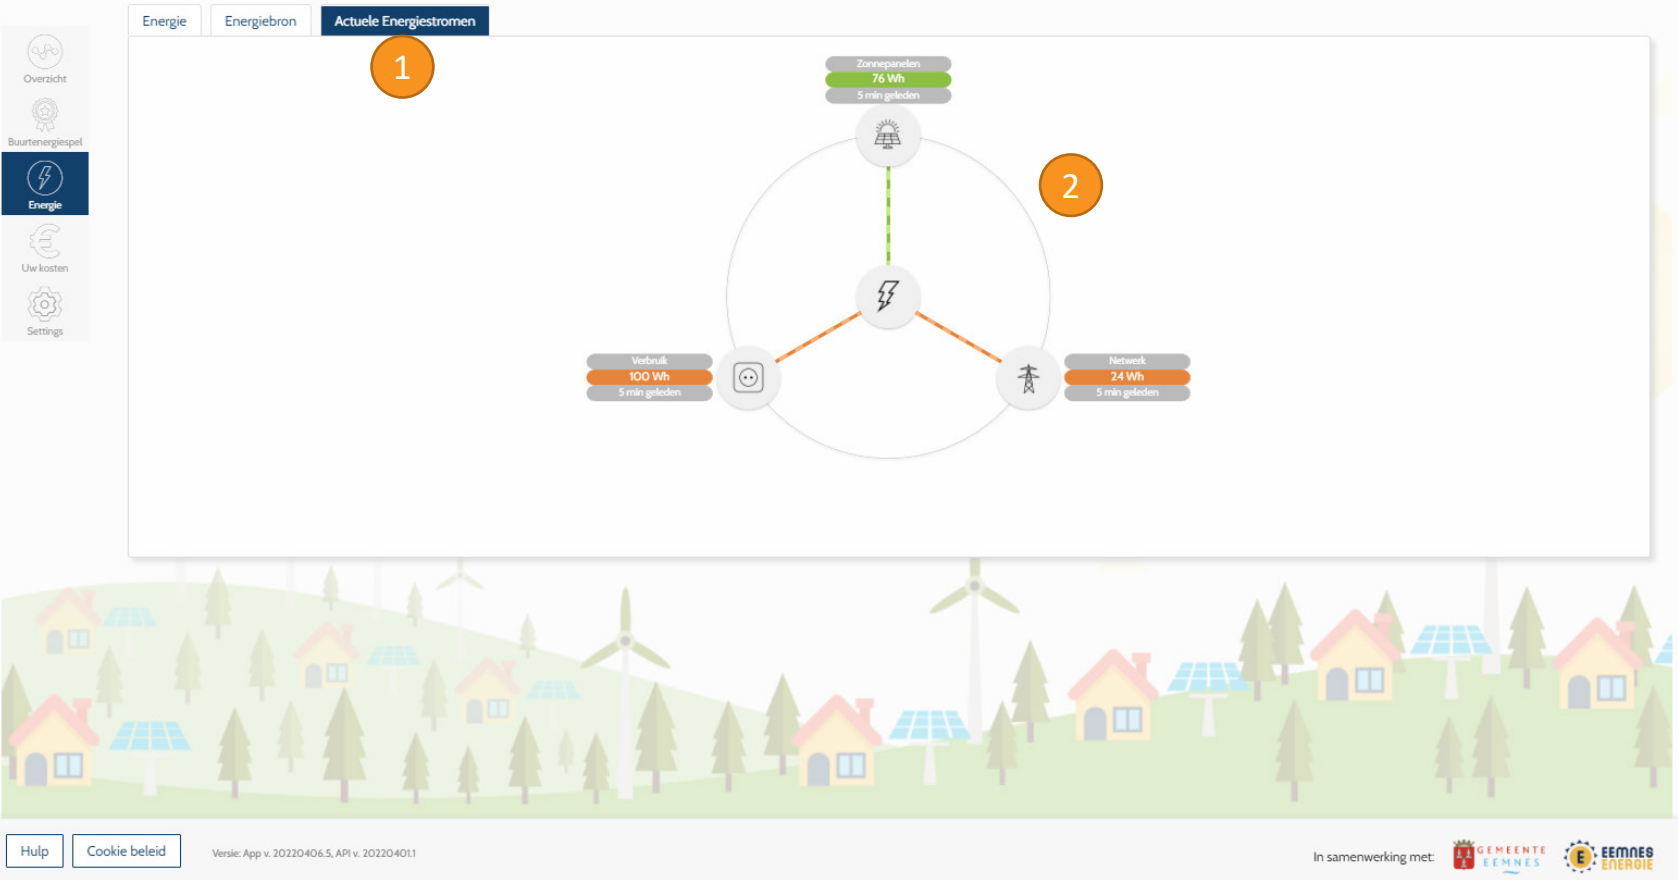 Energie
Energiebron
Actuele Energiestromen
1
Overzicht
Buurtenergiespel
Energie
Uw kosten
Settings
Zonnepanelen
76 Wh
5 min geleden
2
Verbruik
100 Wh
5 min geleden
Netwerk
24 Wh
5 min geleden
Hulp
Cookie beleid
Versie: App v. 20220406.5, API v. 20220401.1
In samenwerking met:
GEMEENTE
EEMNES
E
EEMNES
ENERGIE